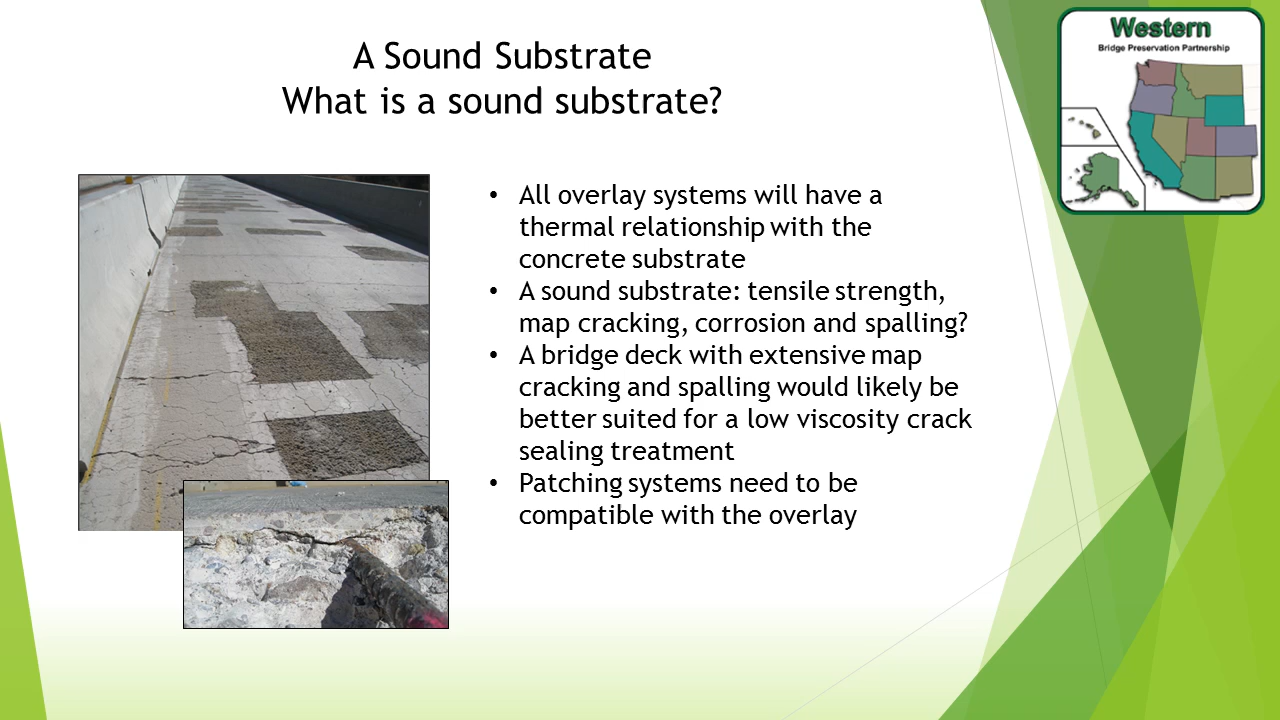 A Sound Substrate
What is a sound substrate?
Western
Bridge Preservation Partnership
• All overlay systems will have a
thermal relationship with the
concrete substrate
• A sound substrate: tensile strength,
map cracking, corrosion and spalling?
• A bridge deck with extensive map
cracking and spalling would likely be
better suited for a low viscosity crack
sealing treatment
• Patching systems need to be
compatible with the overlay